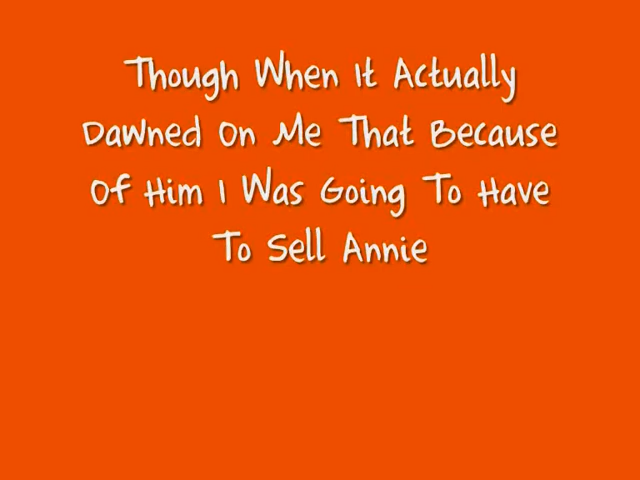 Though When It Actually
Dawned On Me That Because
Of Him I Was Going To Have
To Sell Annie